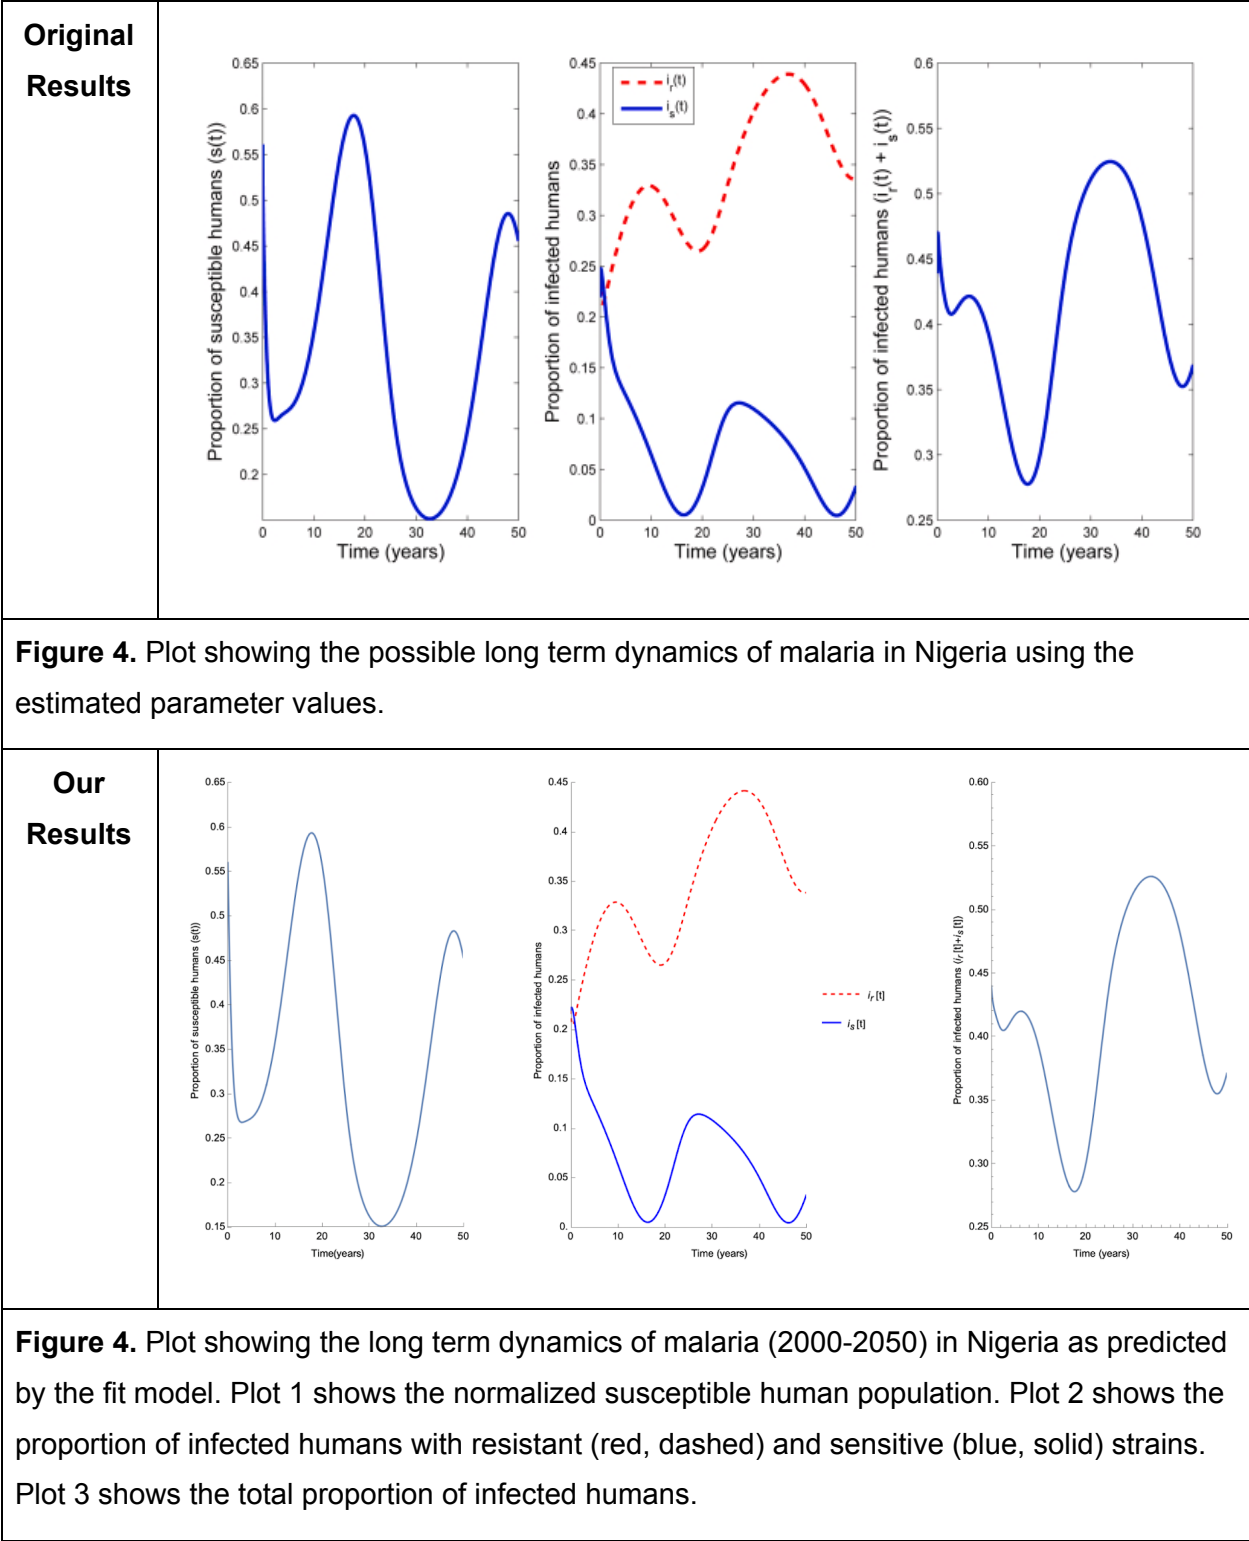 Original
Results
0.65
0.6
0.55
0.5
0.45
0.4
0.35
0.3
0.25
0.2
0 10 20 30 40 50
Time (years)
Proportion of susceptible humans (s(t))
0.45
0.4
0.35
0.3
0.25
0.2
0.15
0.1
0.05
0
0 10 20 30 40 50
Time (years)
Proportion of infected humans
i_r(t)
i_s(t)
0.6
0.55
0.5
0.45
0.4
0.35
0.3
0.25
0 10 20 30 40 50
Time (years)
Proportion of infected humans (i_r(t) + i_s(t))
Figure 4. Plot showing the possible long term dynamics of malaria in Nigeria using the
estimated parameter values.
Our
Results
0.65
0.6
0.55
0.5
0.45
0.4
0.35
0.3
0.25
0.2
0.15
0 10 20 30 40 50
Time(years)
Proportion of susceptible humans (s(t))
0.45
0.4
0.35
0.3
0.25
0.2
0.15
0.1
0.05
0.
0 10 20 30 40 50
Time (years)
Proportion of infected humans
i_r [t]
i_s [t]
0.60
0.55
0.50
0.45
0.40
0.35
0.30
0.25
0 10 20 30 40 50
Time (years)
Proportion of infected humans (i_r [t]+i_s [t])
Figure 4. Plot showing the long term dynamics of malaria (2000-2050) in Nigeria as predicted
by the fit model. Plot 1 shows the normalized susceptible human population. Plot 2 shows the
proportion of infected humans with resistant (red, dashed) and sensitive (blue, solid) strains.
Plot 3 shows the total proportion of infected humans.